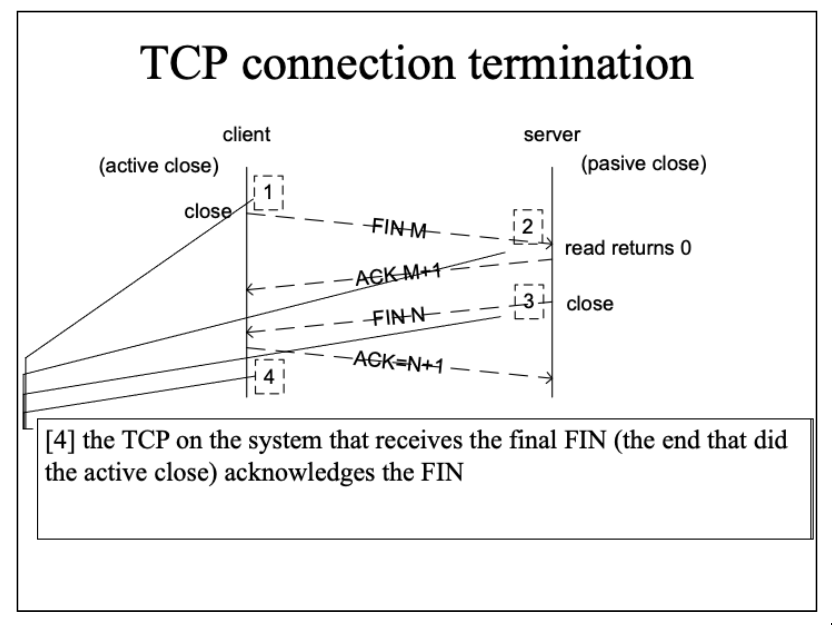 TCP connection termination
client
server
(active close)
(pasive close)
1
close
FIN M
2
read returns 0
ACK M+1
3
close
FIN N
ACK=N+1
4
[4] the TCP on the system that receives the final FIN (the end that did
the active close) acknowledges the FIN